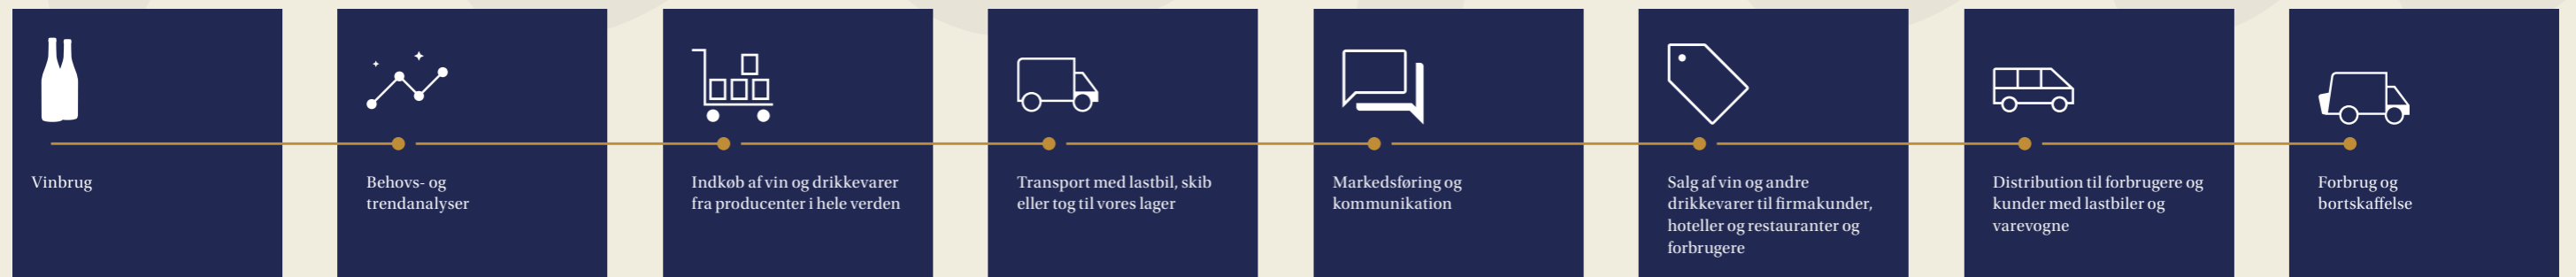 Vinbrug
Behovs- og
trendanalyser
Indkøb af vin og drikkevarer
fra producenter i hele verden
Transport med lastbil, skib
eller tog til vores lager
Markedsføring og
kommunikation
Salg af vin og andre
drikkevarer til firmakunder,
hoteller og restauranter og
forbrugere
Distribution til forbrugere og
kunder med lastbiler og
varevogne
Forbrug og
bortskaffelse